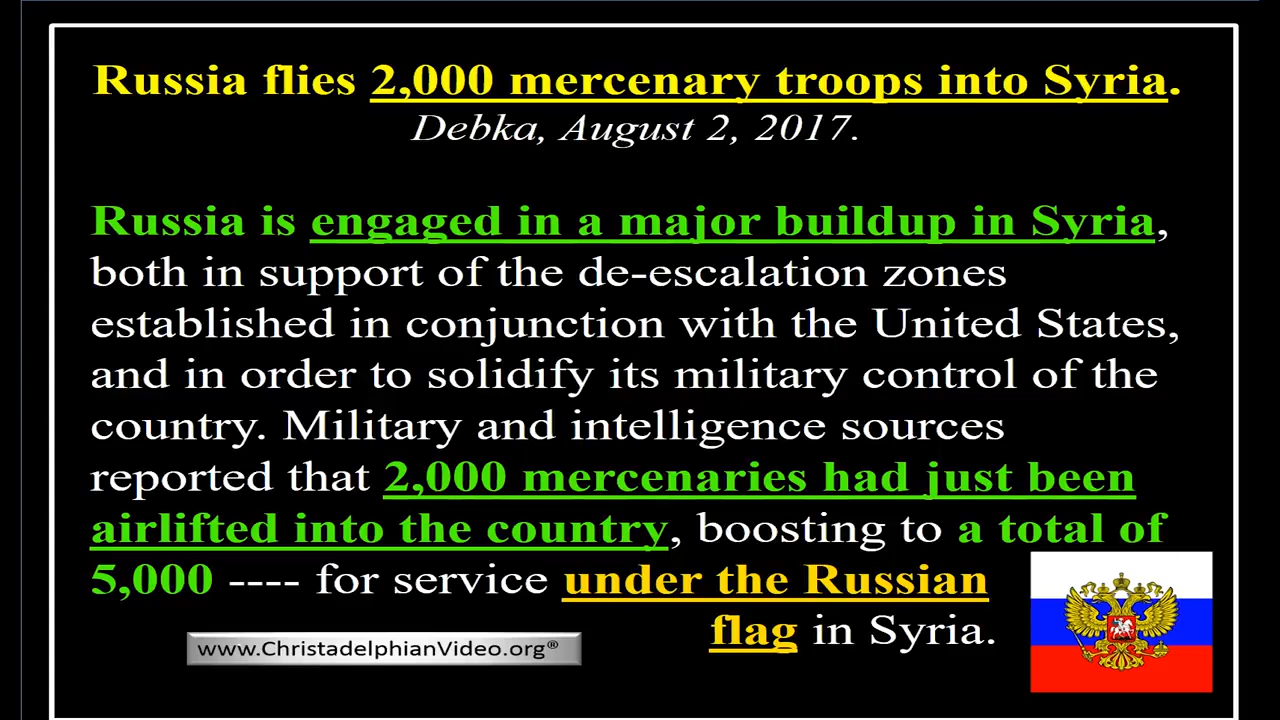 Russia flies 2,000 mercenary troops into Syria.
Debka, August 2, 2017.
Russia is engaged in a major buildup in Syria,
both in support of the de-escalation zones
established in conjunction with the United States,
and in order to solidify its military control of the
country. Military and intelligence sources
reported that 2,000 mercenaries had just been
airlifted into the country, boosting to a total of
5,000 ---- for service under the Russian
flag in Syria.
www.ChristadelphianVideo.org®